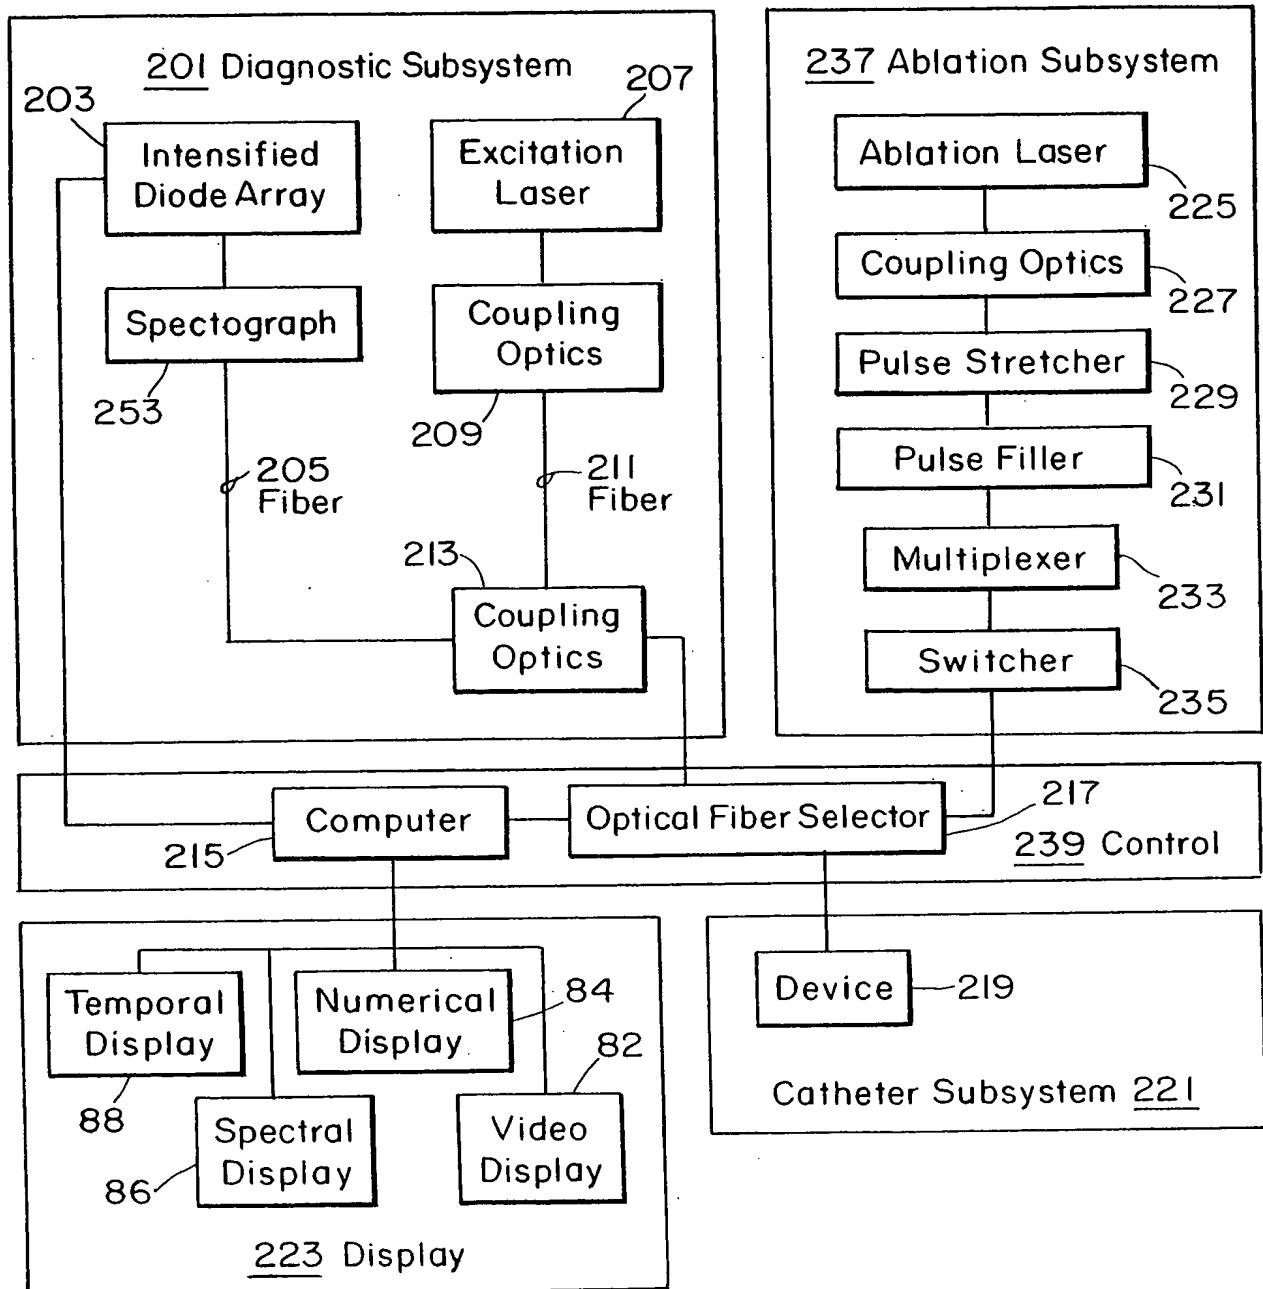 201 Diagnostic Subsystem
203
207
Intensified
Diode Array
Excitation
Laser
Spectograph
253
Coupling
Optics
209
205
Fiber
211
Fiber
213
Coupling
Optics
237 Ablation Subsystem
Ablation Laser
225
Coupling Optics
227
Pulse Stretcher
229
Pulse Filler
231
Multiplexer
233
Switcher
235
Computer
215
Optical Fiber Selector
217
239 Control
Temporal
Display
88
Numerical
Display
84
Spectral
Display
86
Video
Display
82
223 Display
Device
219
Catheter Subsystem 221